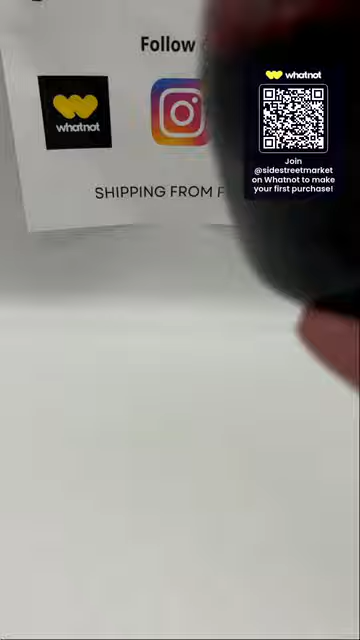 Follow
whatnot
SHIPPING FROM
whatnot
Join
@sidestreetmarket
on Whatnot to make
your first purchase!